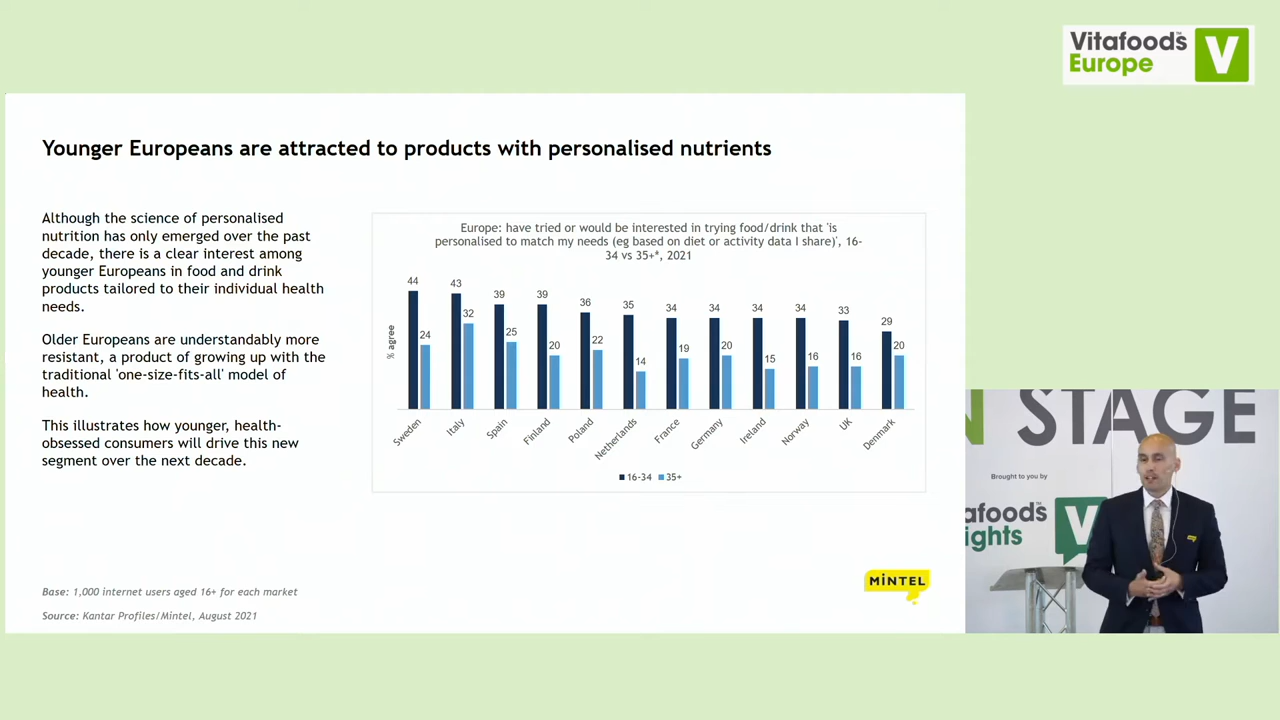 Vitafoods™
Europe
V
Younger Europeans are attracted to products with personalised nutrients
Although the science of personalised
nutrition has only emerged over the past
decade, there is a clear interest among
younger Europeans in food and drink
products tailored to their individual health
needs.
Older Europeans are understandably more
resistant, a product of growing up with the
traditional 'one-size-fits-all' model of
health.
This illustrates how younger, health-
obsessed consumers will drive this new
segment over the next decade.
Europe: have tried or would be interested in trying food/drink that 'is
personalised to match my needs (eg based on diet or activity data I share)', 16-
34 vs 35+*, 2021
% agree
44 24 43 32 39 25 39 20 36 22 35 14 34 19 34 20 34 15 34 16 33 16 29 20
Sweden Italy Spain Finland Poland Netherlands France Germany Ireland Norway UK Denmark
16-34 35+
Base: 1,000 internet users aged 16+ for each market
Source: Kantar Profiles/Mintel, August 2021
MINTEL
N STAGE
Brought to you by
afoods™
ights
V